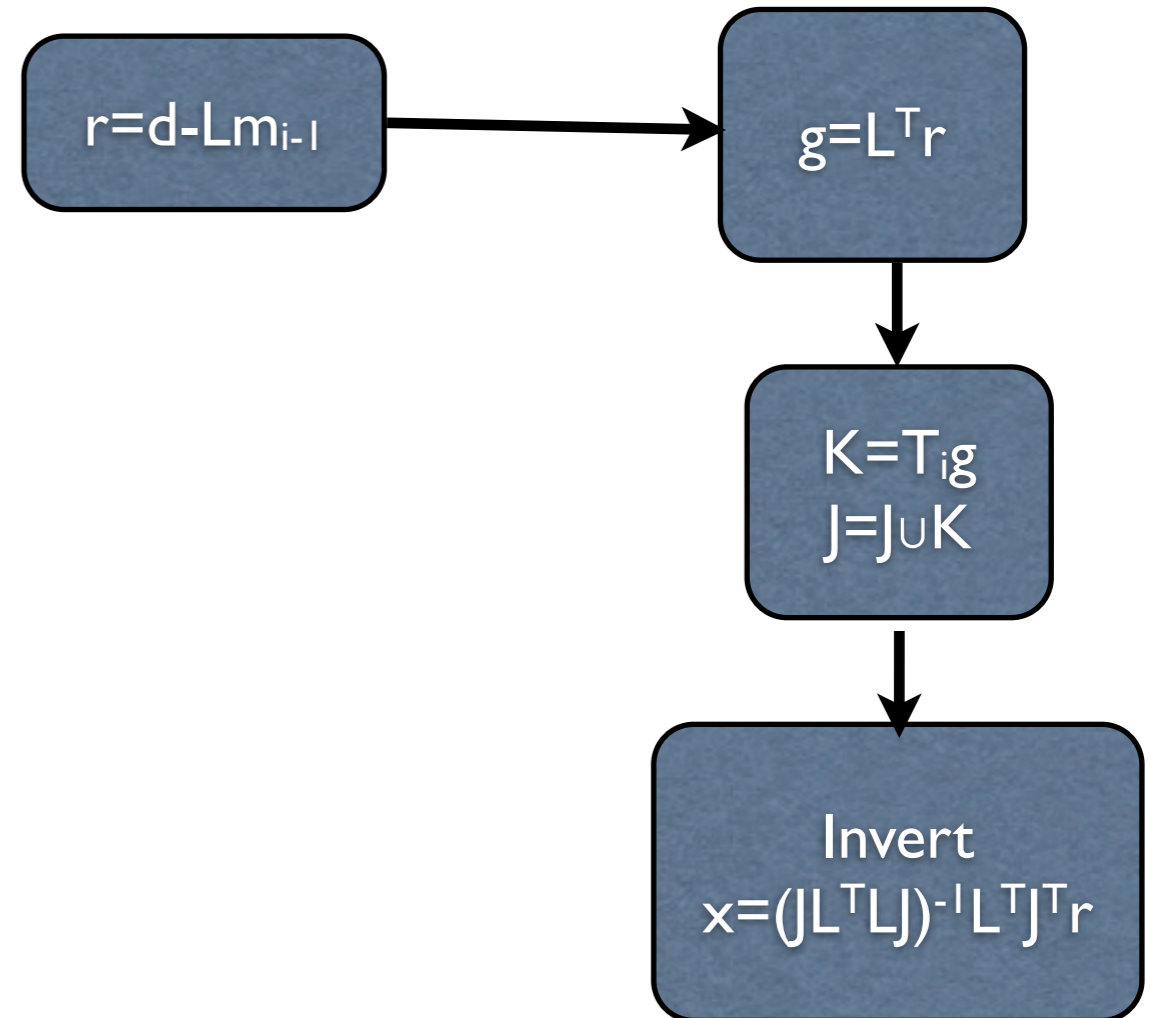 r=d-Lmᵢ₋₁
g=Lᵀr
K=Tᵢg
J=J∪K
Invert
x=(JLᵀLJ)⁻¹LᵀJᵀr